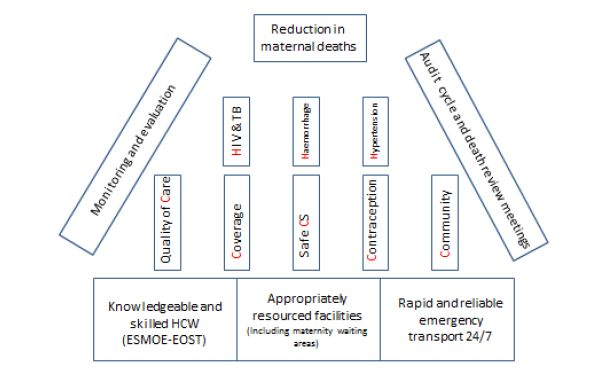 Reduction in
maternal deaths
Monitoring and evaluation
Audit cycle and death review meetings
HIV & TB
Haemorrhage
Hypertension
Quality of Care
Coverage
Safe CS
Contraception
Community
Knowledgeable and
skilled HCW
(ESMOE-EOST)
Appropriately
resourced facilities
(Including maternity waiting
areas)
Rapid and reliable
emergency
transport 24/7